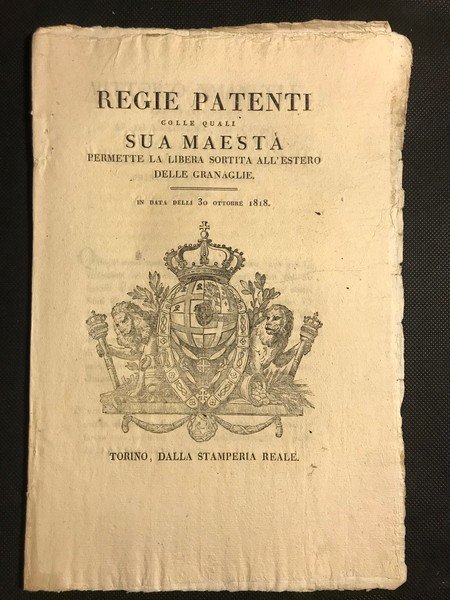 REGIE PATENTI
COLLE QUALI
SUA MAESTÀ
PERMETTE LA LIBERA SORTITA ALL'ESTERO
DELLE GRANAGLIE.
IN DATA DELLI 30 OTTOBRE 1818.
TORINO, DALLA STAMPERIA REALE.